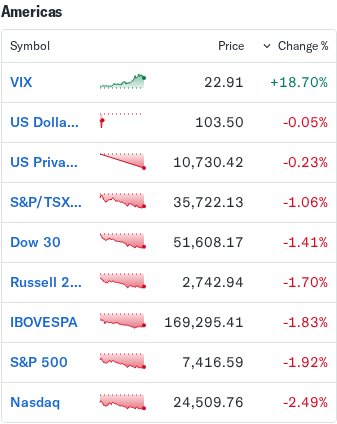 Americas
Symbol Price Change %
VIX 22.91 +18.70%
US Dolla... 103.50 -0.05%
US Priva... 10,730.42 -0.23%
S&P/TSX... 35,722.13 -1.06%
Dow 30 51,608.17 -1.41%
Russell 2... 2,742.94 -1.70%
IBOVESPA 169,295.41 -1.83%
S&P 500 7,416.59 -1.92%
Nasdaq 24,509.76 -2.49%